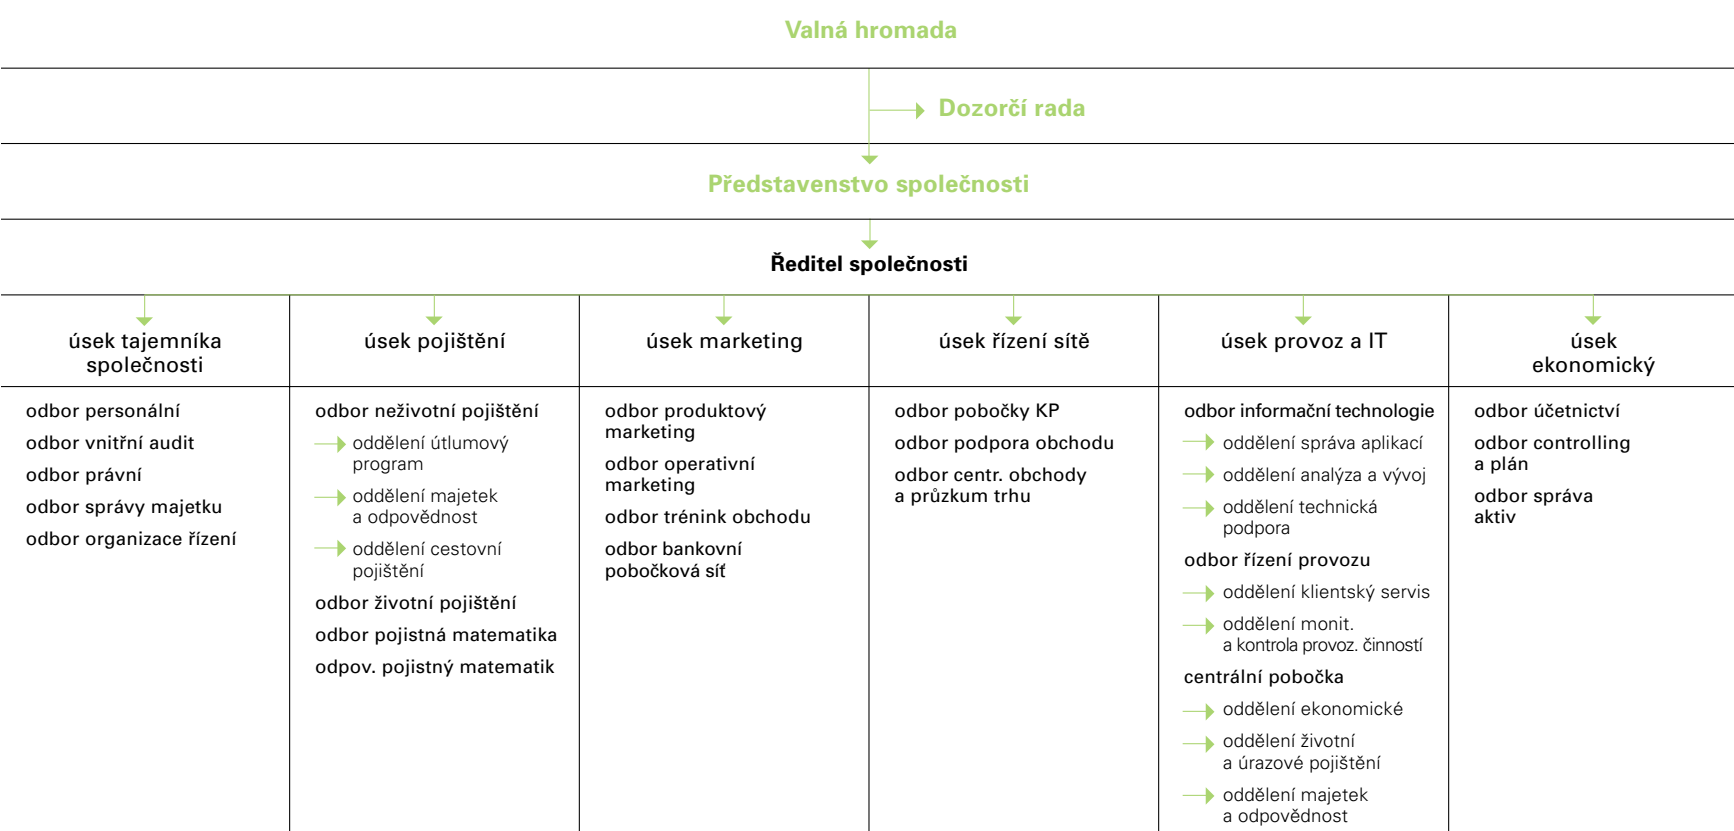 Valná hromada
Dozorčí rada
Představenstvo společnosti
Ředitel společnosti
úsek tajemníka
společnosti
odbor personální
odbor vnitřní audit
odbor právní
odbor správy majetku
odbor organizace řízení
úsek pojištění
odbor neživotní pojištění
oddělení útlumový
program
oddělení majetek
a odpovědnost
oddělení cestovní
pojištění
odbor životní pojištění
odbor pojistná matematika
odpov. pojistný matematik
úsek marketing
odbor produktový
marketing
odbor operativní
marketing
odbor trénink obchodu
odbor bankovní
pobočková síť
úsek řízení sítě
odbor pobočky KP
odbor podpora obchodu
odbor centr. obchody
a průzkum trhu
úsek provoz a IT
odbor informační technologie
oddělení správa aplikací
oddělení analýza a vývoj
oddělení technická
podpora
odbor řízení provozu
oddělení klientský servis
oddělení monit.
a kontrola provoz. činností
centrální pobočka
oddělení ekonomické
oddělení životní
a úrazové pojištění
oddělení majetek
a odpovědnost
úsek
ekonomický
odbor účetnictví
odbor controlling
a plán
odbor správa
aktiv